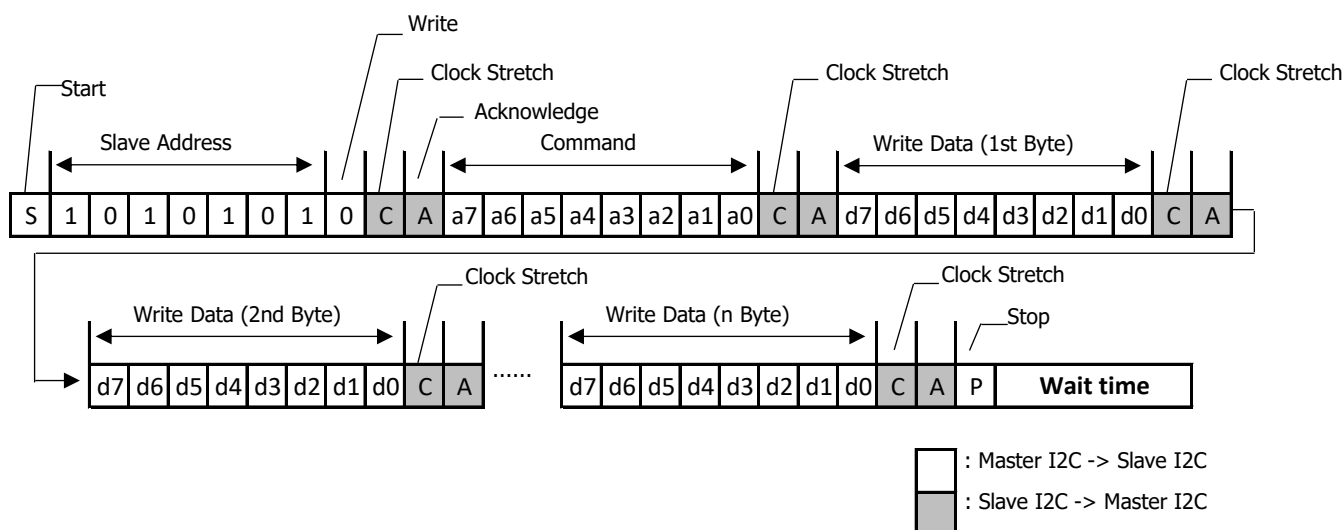 Write
Clock Stretch
Clock Stretch
Clock Stretch
Start
Acknowledge
Slave Address
Command
Write Data (1st Byte)
S 1 0 1 0 1 0 1 0 C A a7 a6 a5 a4 a3 a2 a1 a0 C A d7 d6 d5 d4 d3 d2 d1 d0 C A
Clock Stretch
Clock Stretch
Write Data (2nd Byte)
Write Data (n Byte)
Stop
d7 d6 d5 d4 d3 d2 d1 d0 C A ...... d7 d6 d5 d4 d3 d2 d1 d0 C A P Wait time
: Master I2C -> Slave I2C
: Slave I2C -> Master I2C